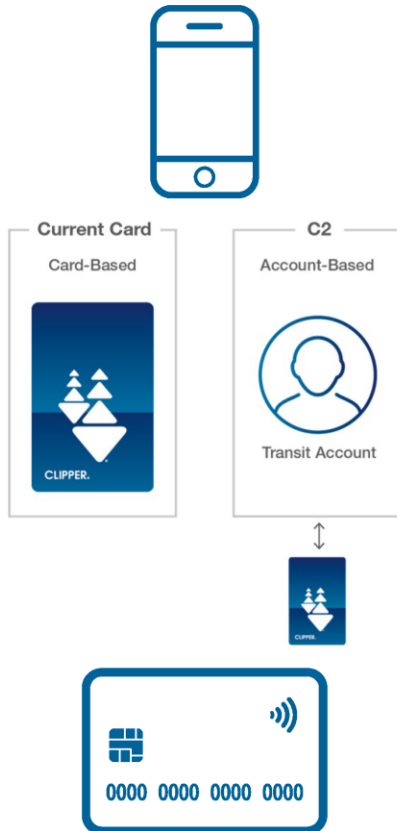 Current Card
Card-Based
CLIPPER.
C2
Account-Based
Transit Account
CLIPPER.
0000 0000 0000 0000